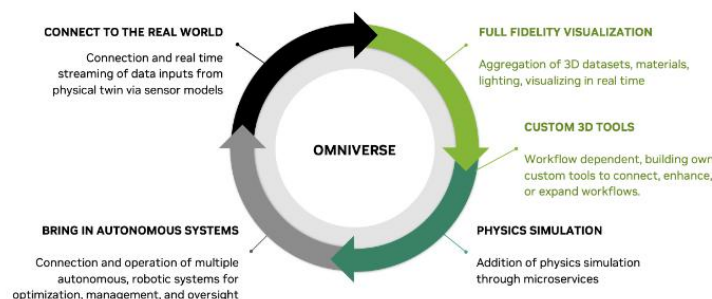 CONNECT TO THE REAL WORLD
Connection and real time
streaming of data inputs from
physical twin via sensor models
FULL FIDELITY VISUALIZATION
Aggregation of 3D datasets, materials,
lighting, visualizing in real time
OMNIVERSE
CUSTOM 3D TOOLS
Workflow dependent, building own
custom tools to connect, enhance,
or expand workflows.
BRING IN AUTONOMOUS SYSTEMS
Connection and operation of multiple
autonomous, robotic systems for
optimization, management, and oversight
PHYSICS SIMULATION
Addition of physics simulation
through microservices